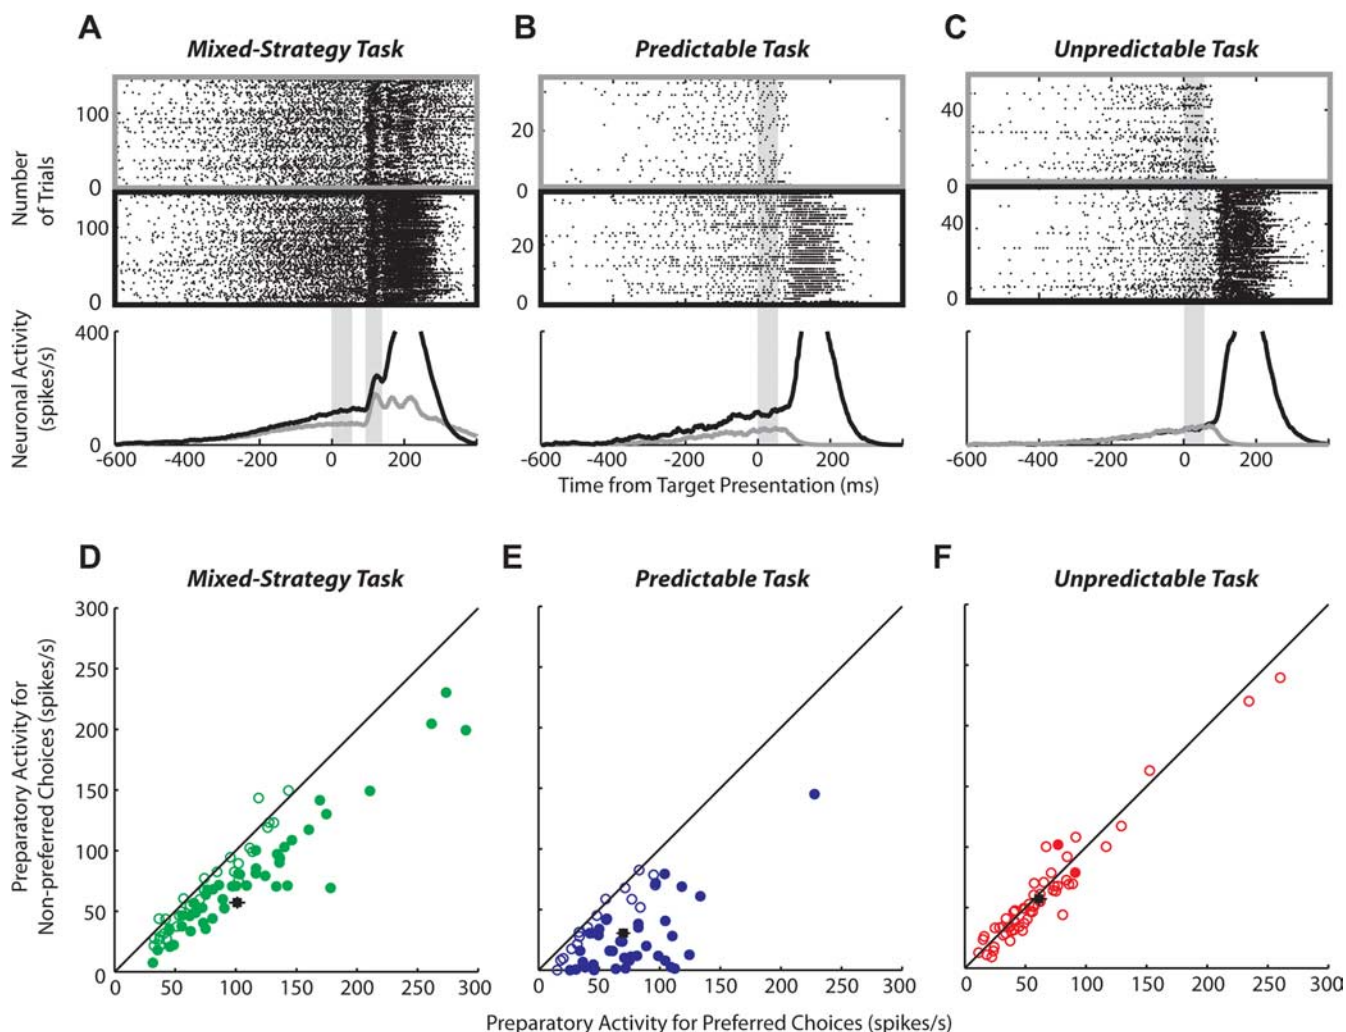 A
Mixed-Strategy Task
B
Predictable Task
C
Unpredictable Task
Number
of Trials
100
0
100
0
20
0
20
0
40
0
40
0
Neuronal Activity
(spikes/s)
400
0
-600 -400 -200 0 200
-600 -400 -200 0 200
-600 -400 -200 0 200
Time from Target Presentation (ms)
D
Mixed-Strategy Task
E
Predictable Task
F
Unpredictable Task
Preparatory Activity for
Non-preferred Choices (spikes/s)
300
250
200
150
100
50
0
0 50 100 150 200 250 300
0 50 100 150 200 250 300
0 50 100 150 200 250 300
Preparatory Activity for Preferred Choices (spikes/s)